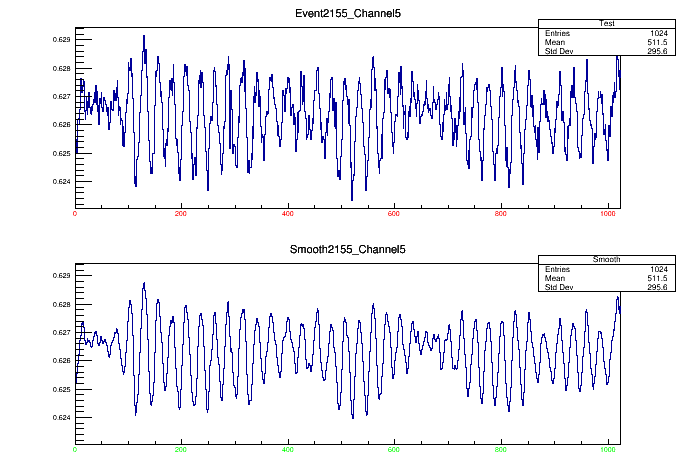 Event2155_Channel5
Test
Entries 1024
Mean 511.5
Std Dev 295.6
0.629
0.628
0.627
0.626
0.625
0.624
0 200 400 600 800 1000
Smooth2155_Channel5
Smooth
Entries 1024
Mean 511.5
Std Dev 295.6
0.629
0.628
0.627
0.626
0.625
0.624
0 200 400 600 800 1000